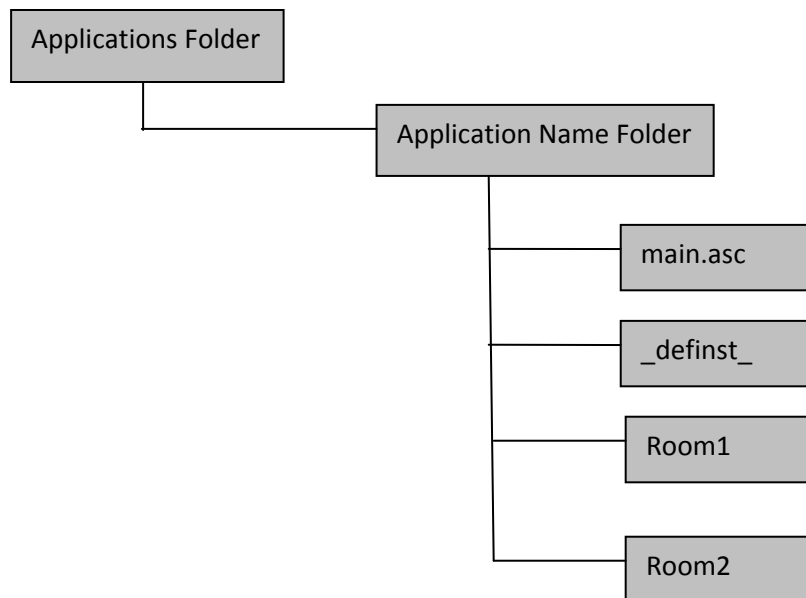 Applications Folder
Application Name Folder
main.asc
_definst_
Room1
Room2